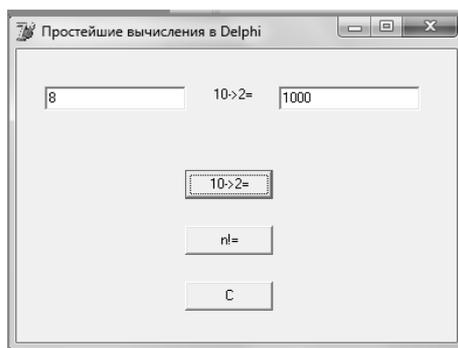 Простейшие вычисления в Delphi
8 10->2= 1000
10->2=
n!=
C